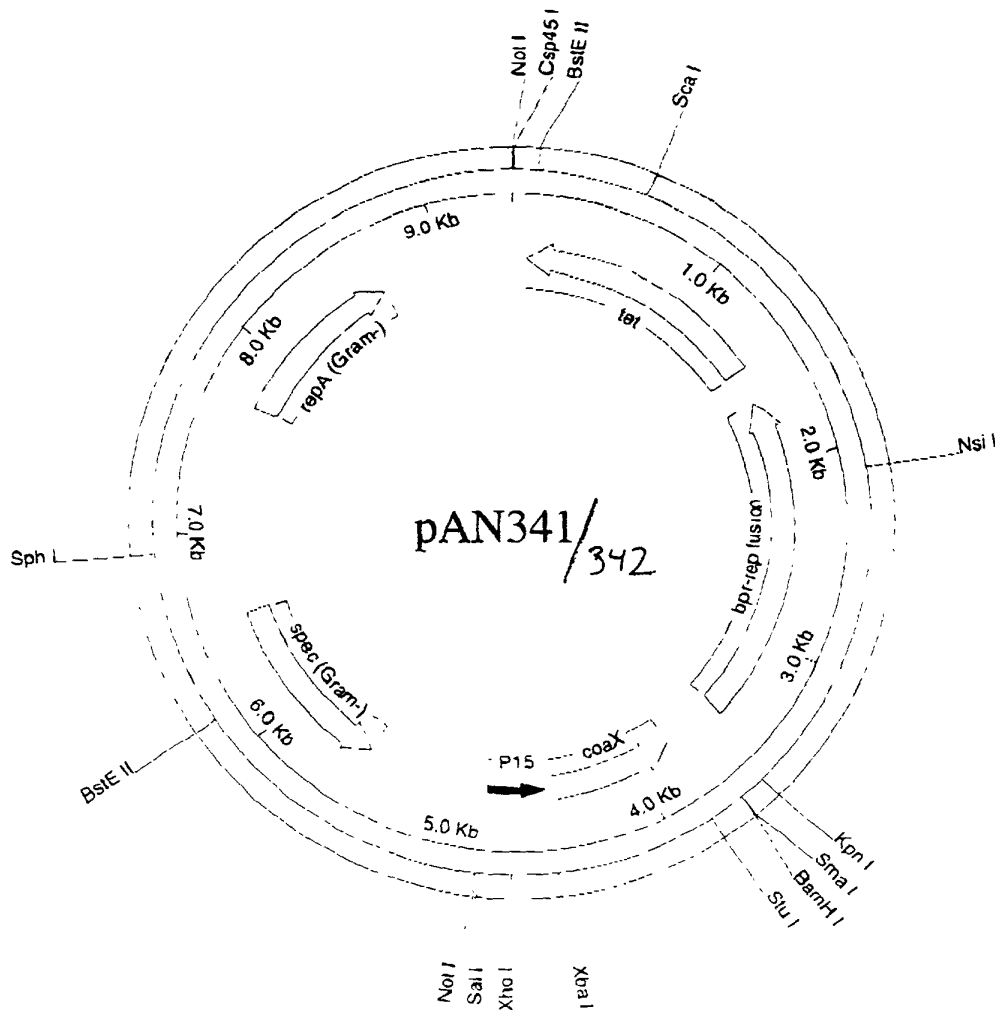 Not I
Csp45 I
BstE II
Sca I
9.0 Kb
1.0 Kb
tet
8.0 Kb
repA (Gram-)
2.0 Kb
Nsi I
pAN341/342
7.0 Kb
Sph I
bpr-rep fusion
spec (Gram-)
3.0 Kb
6.0 Kb
BstE II
P15
coaX
4.0 Kb
5.0 Kb
Kpn I
Sma I
BamH I
Stu I
Not I
Sal I
Xho I
Xba I